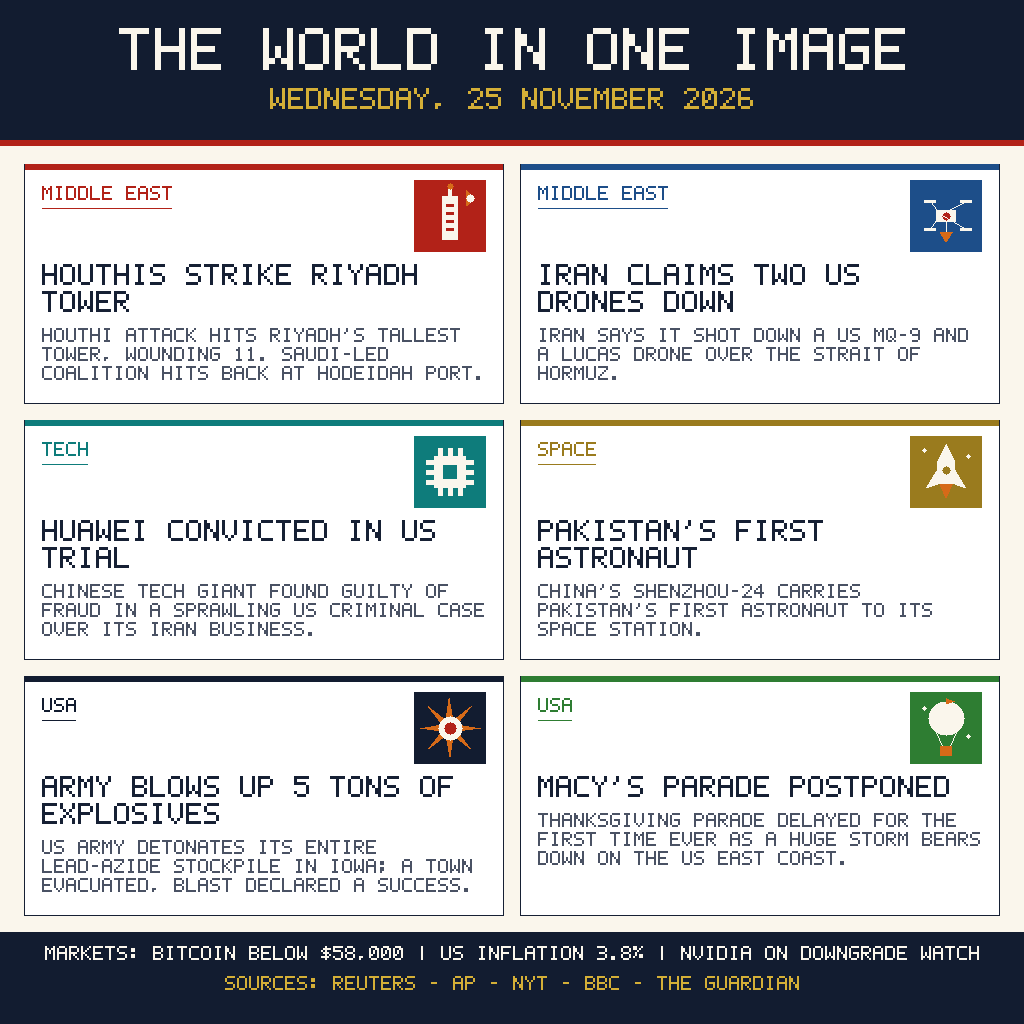 THE WORLD IN ONE IMAGE
WEDNESDAY, 25 NOVEMBER 2026
MIDDLE EAST
HOUTHIS STRIKE RIYADH
TOWER
HOUTHI ATTACK HITS RIYADH'S TALLEST
TOWER, WOUNDING 11. SAUDI-LED
COALITION HITS BACK AT HODEIDAH PORT.
MIDDLE EAST
IRAN CLAIMS TWO US
DRONES DOWN
IRAN SAYS IT SHOT DOWN A US MQ-9 AND
A LUCAS DRONE OVER THE STRAIT OF
HORMUZ.
TECH
HUAWEI CONVICTED IN US
TRIAL
CHINESE TECH GIANT FOUND GUILTY OF
FRAUD IN A SPRAWLING US CRIMINAL CASE
OVER ITS IRAN BUSINESS.
SPACE
PAKISTAN'S FIRST
ASTRONAUT
CHINA'S SHENZHOU-24 CARRIES
PAKISTAN'S FIRST ASTRONAUT TO ITS
SPACE STATION.
USA
ARMY BLOWS UP 5 TONS OF
EXPLOSIVES
US ARMY DETONATES ITS ENTIRE
LEAD-AZIDE STOCKPILE IN IOWA; A TOWN
EVACUATED, BLAST DECLARED A SUCCESS.
USA
MACY'S PARADE POSTPONED
THANKSGIVING PARADE DELAYED FOR THE
FIRST TIME EVER AS A HUGE STORM BEARS
DOWN ON THE US EAST COAST.
MARKETS: BITCOIN BELOW $58,000 | US INFLATION 3.8% | NVIDIA ON DOWNGRADE WATCH
SOURCES: REUTERS - AP - NYT - BBC - THE GUARDIAN